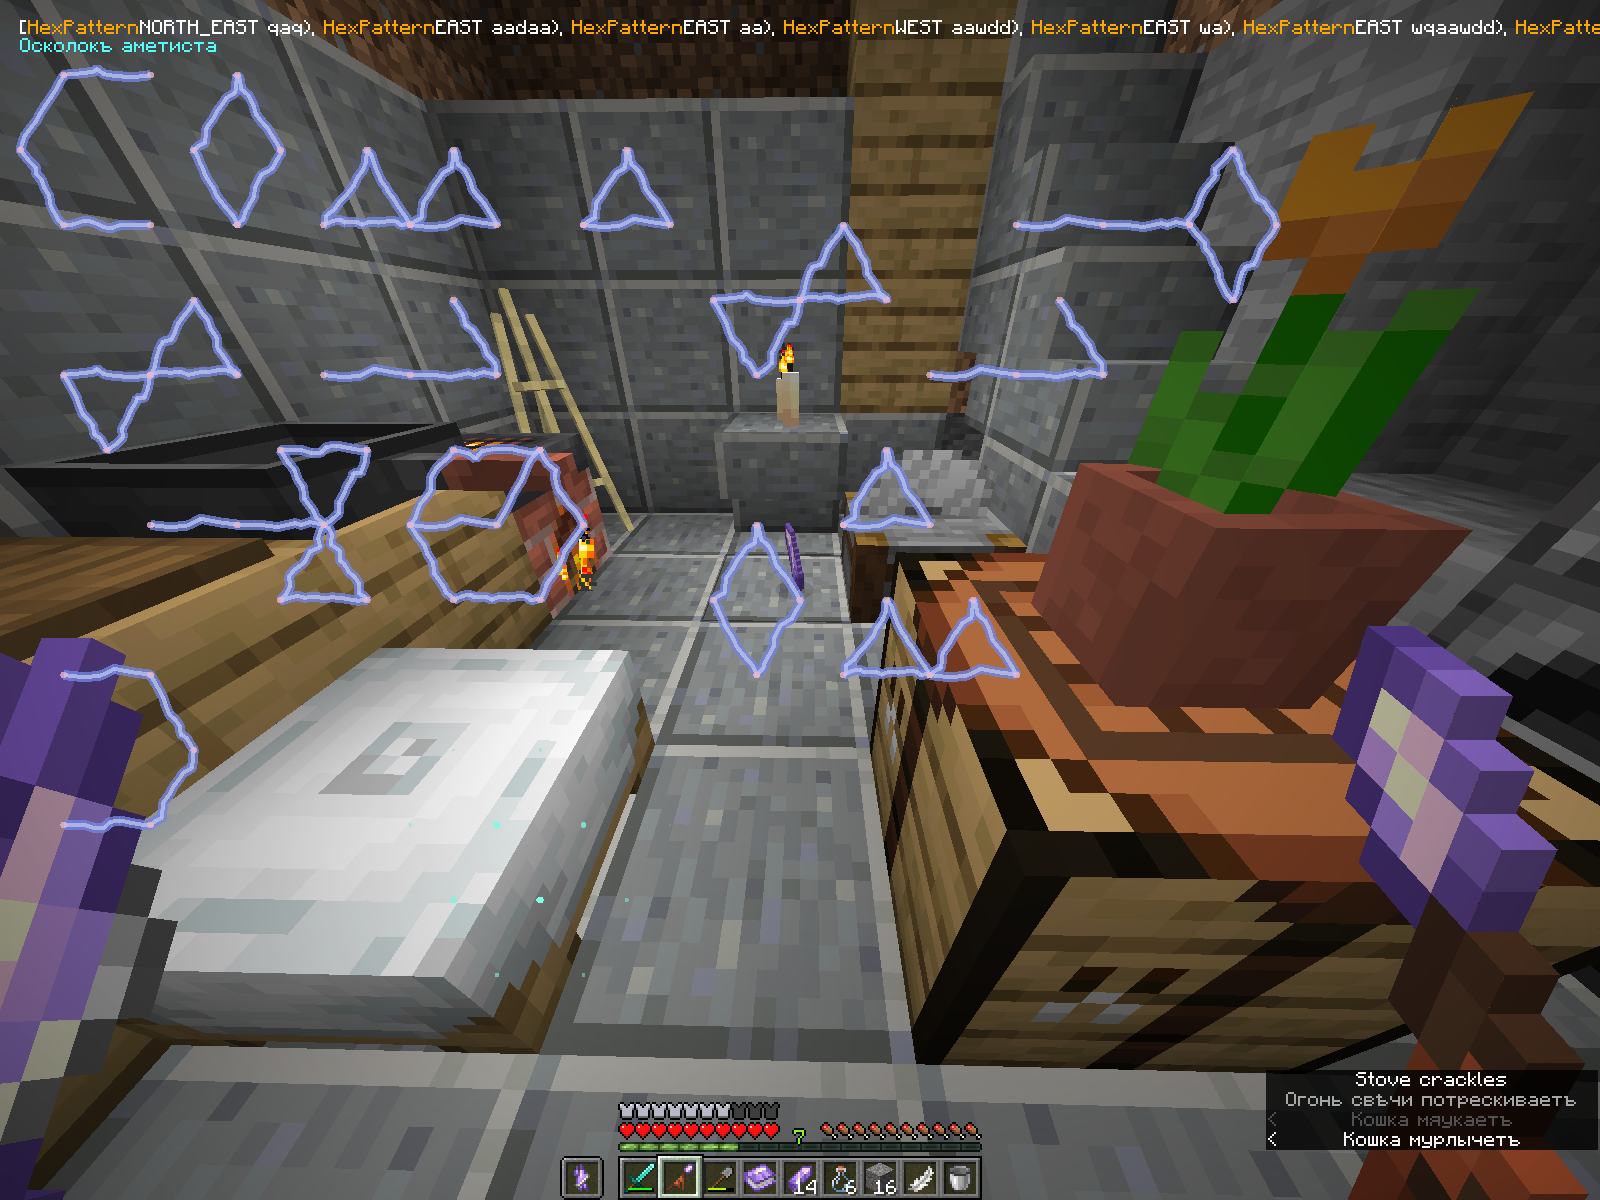 [HexPatternNORTH_EAST qaq), HexPatternEAST aadaa), HexPatternEAST aa), HexPatternWEST aawdd), HexPatternEAST wa), HexPatternEAST wqaawdd), HexPatte
Осколокъ аметиста
Stove crackles
Огонь свѣчи потрескиваетъ
< Кошка мяукаетъ
< Кошка мурлычетъ
7
14 6 16